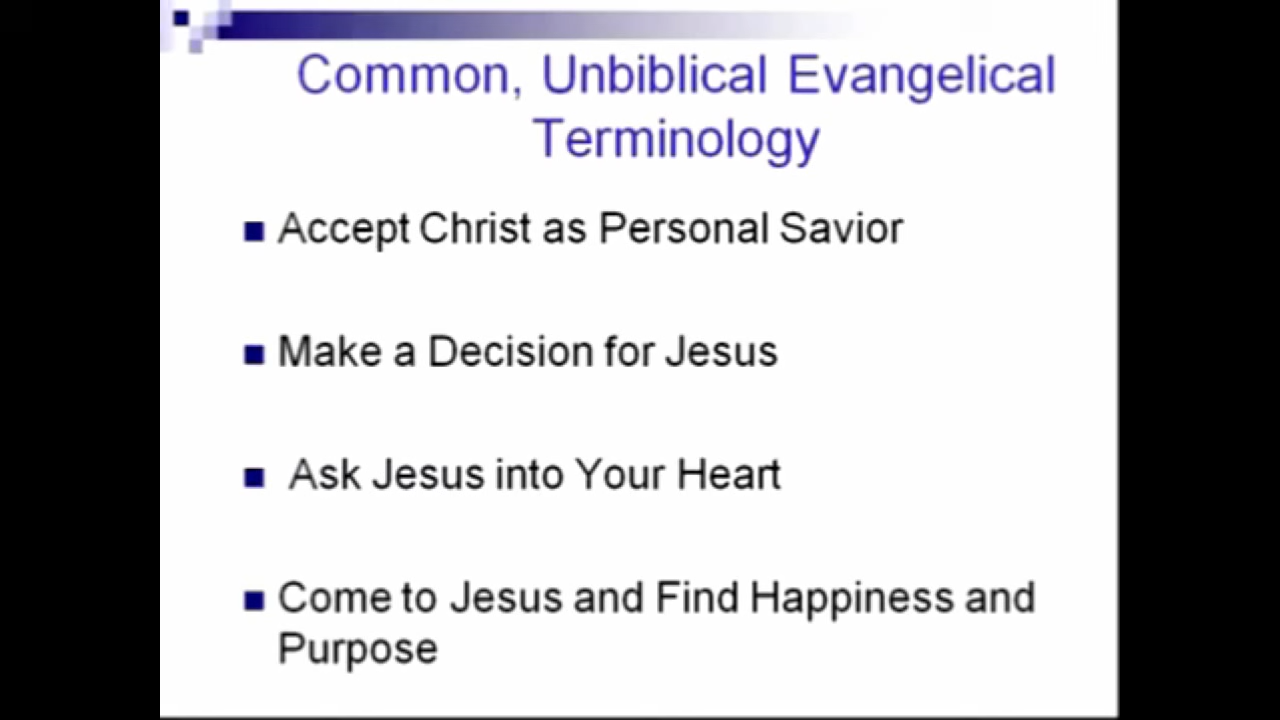 Common, Unbiblical Evangelical
Terminology
Accept Christ as Personal Savior
Make a Decision for Jesus
Ask Jesus into Your Heart
Come to Jesus and Find Happiness and
Purpose